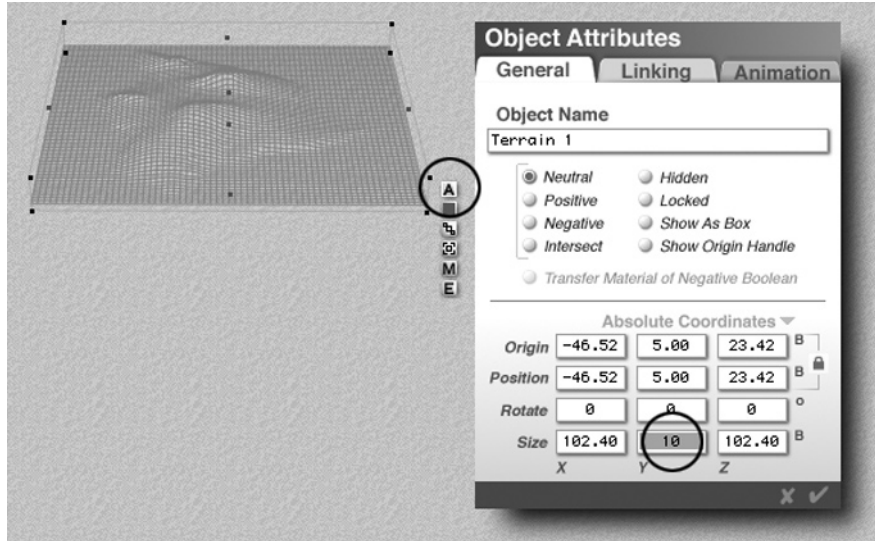 Object Attributes
General Linking Animation
Object Name
Terrain 1
Neutral Hidden
Positive Locked
Negative Show As Box
Intersect Show Origin Handle
Transfer Material of Negative Boolean
Absolute Coordinates
Origin -46.52 5.00 23.42 B
Position -46.52 5.00 23.42 B
Rotate 0 0 0 o
Size 102.40 10 102.40 B
X Y Z
A
M
E